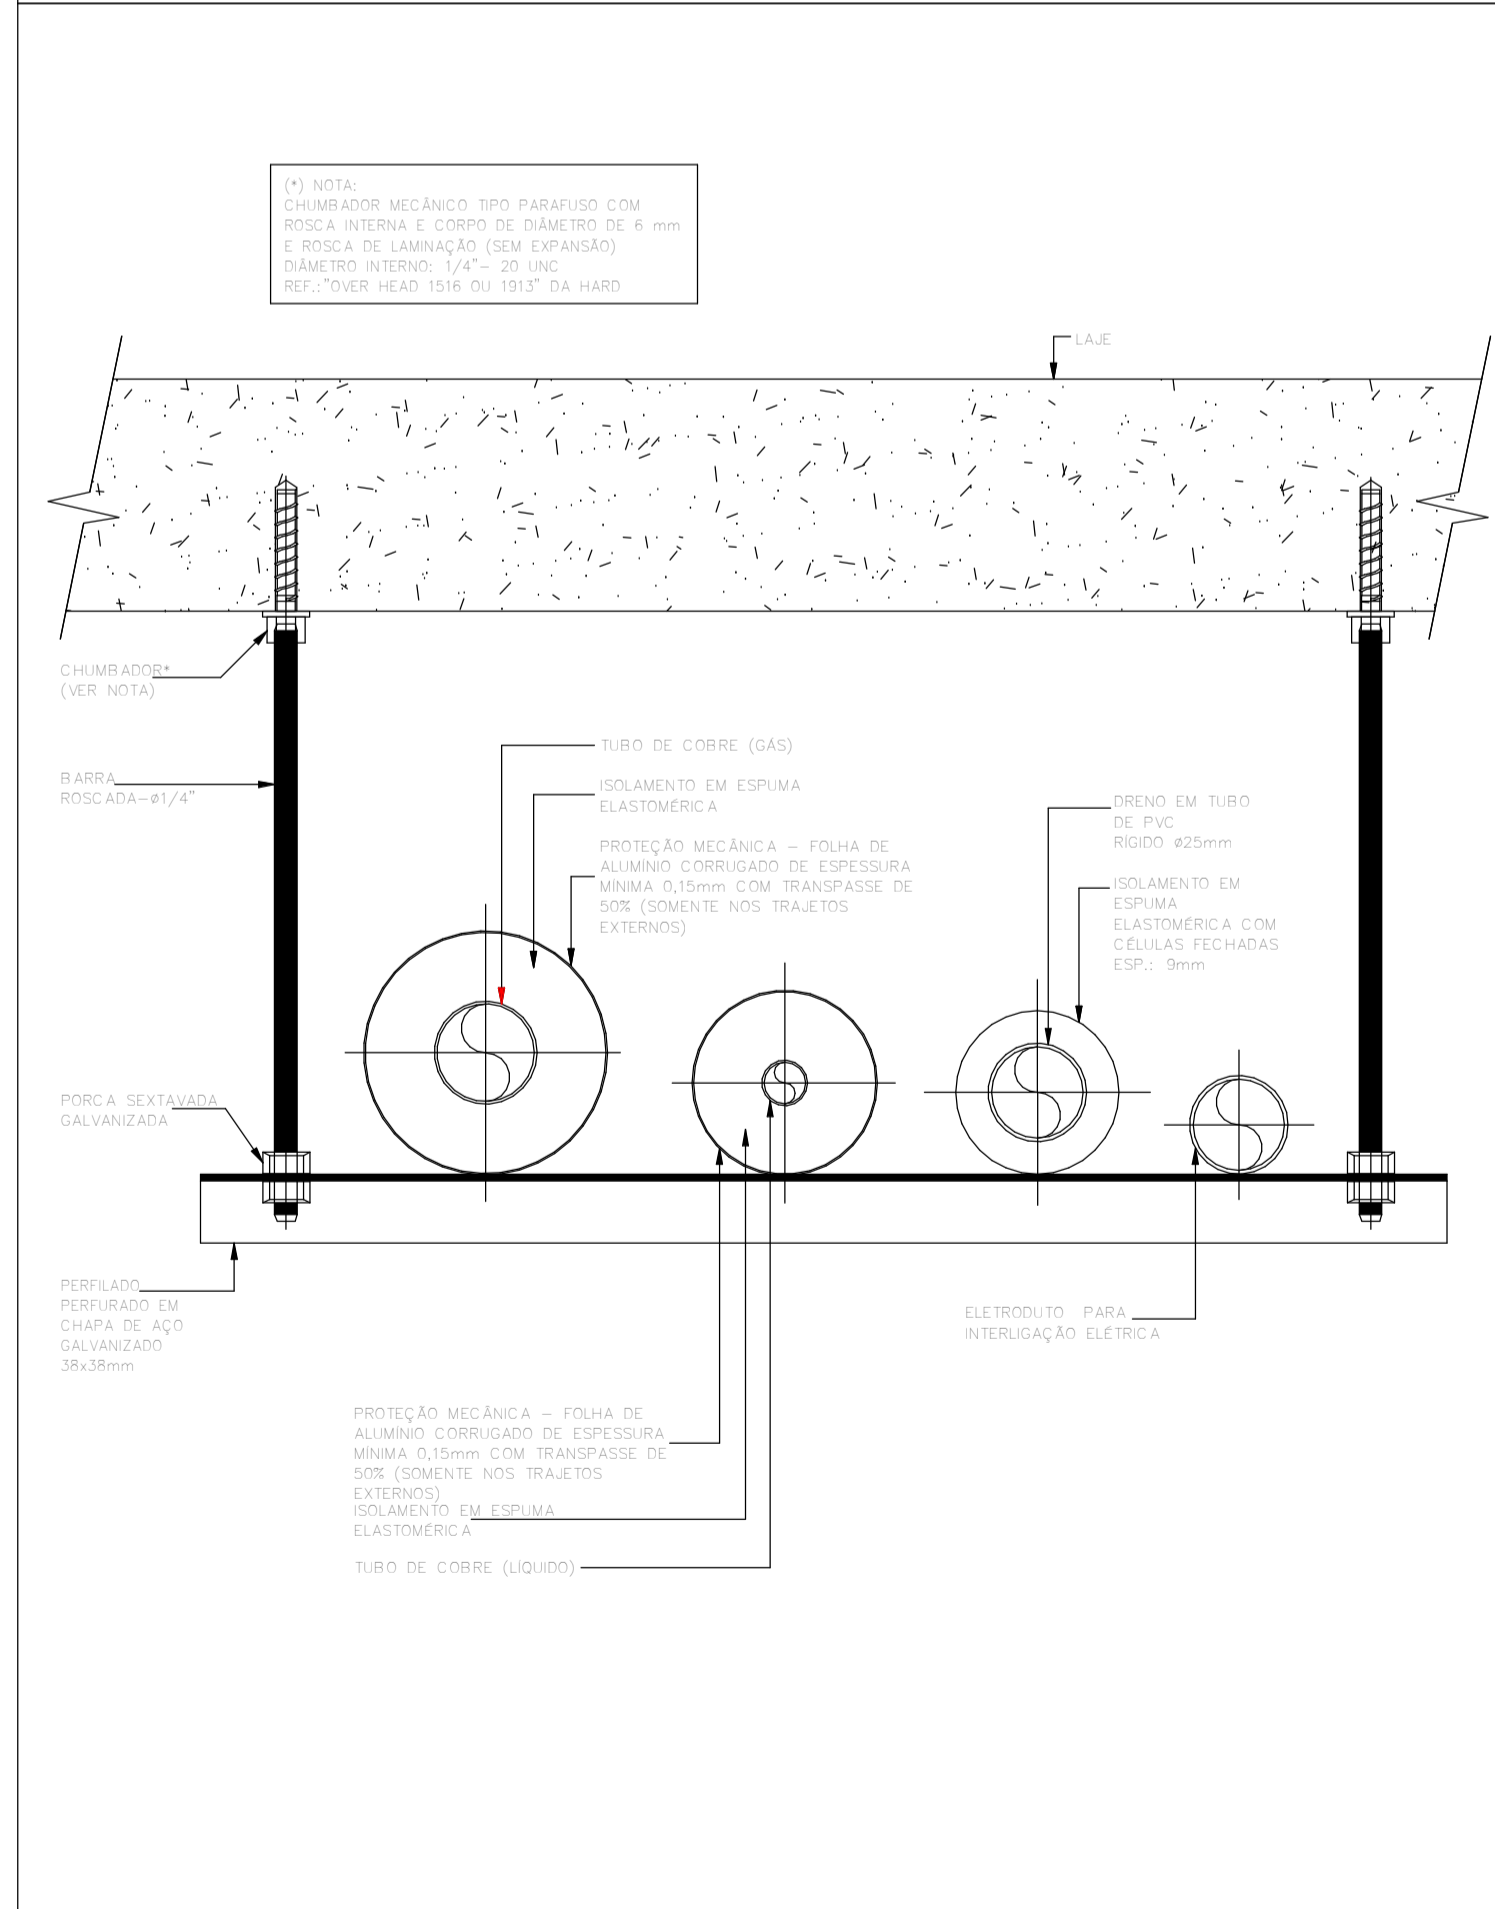 (*) NOTA:
CHUMBADOR MECÂNICO TIPO PARAFUSO COM
ROSCA INTERNA E CORPO DE DIÂMETRO DE 6 mm
E ROSCA DE LAMINAÇÃO (SEM EXPANSÃO)
DIÂMETRO INTERNO: 1/4"- 20 UNC
REF.:"OVER HEAD 1516 OU 1913" DA HARD
LAJE
CHUMBADOR*
(VER NOTA)
BARRA
ROSCADA-ø1/4"
TUBO DE COBRE (GÁS)
ISOLAMENTO EM ESPUMA
ELASTOMÉRICA
PROTEÇÃO MECÂNICA - FOLHA DE
ALUMÍNIO CORRUGADO DE ESPESSURA
MÍNIMA 0,15mm COM TRANSPASSE DE
50% (SOMENTE NOS TRAJETOS
EXTERNOS)
DRENO EM TUBO
DE PVC
RÍGIDO ø25mm
ISOLAMENTO EM
ESPUMA
ELASTOMÉRICA COM
CÉLULAS FECHADAS
ESP.: 9mm
PORCA SEXTAVADA
GALVANIZADA
PERFILADO
PERFURADO EM
CHAPA DE AÇO
GALVANIZADO
38x38mm
ELETRODUTO PARA
INTERLIGAÇÃO ELÉTRICA
PROTEÇÃO MECÂNICA - FOLHA DE
ALUMÍNIO CORRUGADO DE ESPESSURA
MÍNIMA 0,15mm COM TRANSPASSE DE
50% (SOMENTE NOS TRAJETOS
EXTERNOS)
ISOLAMENTO EM ESPUMA
ELASTOMÉRICA
TUBO DE COBRE (LÍQUIDO)